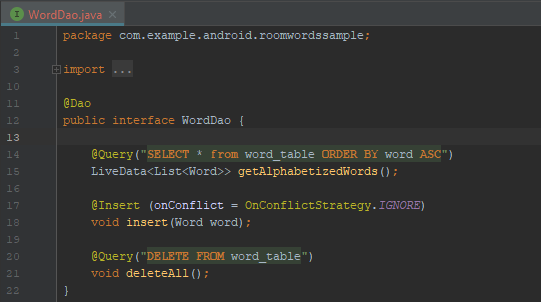 WordDao.java
1 package com.example.android.roomwordssample;
2
3 import ...
10
11 @Dao
12 public interface WordDao {
13
14 @Query("SELECT * from word_table ORDER BY word ASC")
15 LiveData<List<Word>> getAlphabetizedWords();
16
17 @Insert (onConflict = OnConflictStrategy.IGNORE)
18 void insert(Word word);
19
20 @Query("DELETE FROM word_table")
21 void deleteAll();
22 }